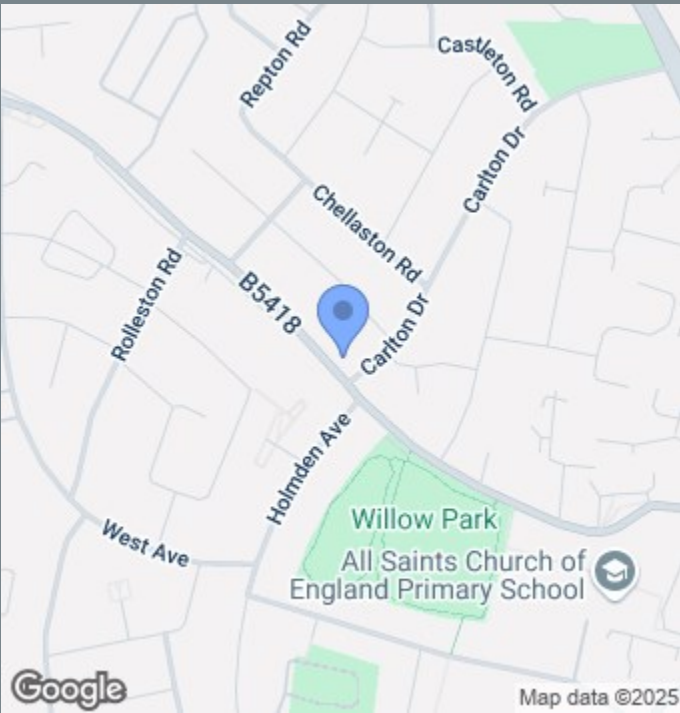 Repton Rd
Castleton Rd
Carlton Dr
Chellaston Rd
Rolleston Rd
B5418
Carlton Dr
Holmden Ave
Willow Park
West Ave
All Saints Church of
England Primary School
Google
Map data ©2025